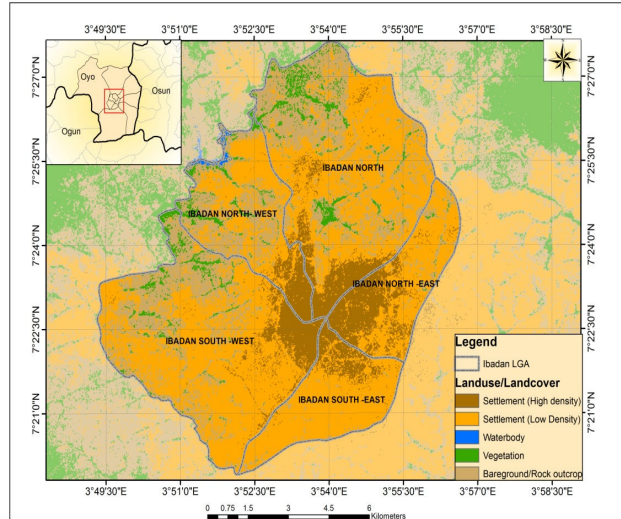 3°49'30"E 3°51'0"E 3°52'30"E 3°54'0"E 3°55'30"E 3°57'0"E 3°58'30"E
Oyo
Osun
Ogun
7°27'0"N 7°27'0"N
7°25'30"N 7°25'30"N
7°24'0"N 7°24'0"N
7°22'30"N 7°22'30"N
7°21'0"N 7°21'0"N
IBADAN NORTH
IBADAN NORTH-WEST
IBADAN NORTH -EAST
IBADAN SOUTH -WEST
IBADAN SOUTH -EAST
Legend
Ibadan LGA
Landuse/Landcover
Settlement (High density)
Settlement (Low Density)
Waterbody
Vegetation
Bareground/Rock outcrop
3°49'30"E 3°51'0"E 3°52'30"E 3°54'0"E 3°55'30"E 3°57'0"E 3°58'30"E
0 0.75 1.5 3 4.5 6
Kilometers